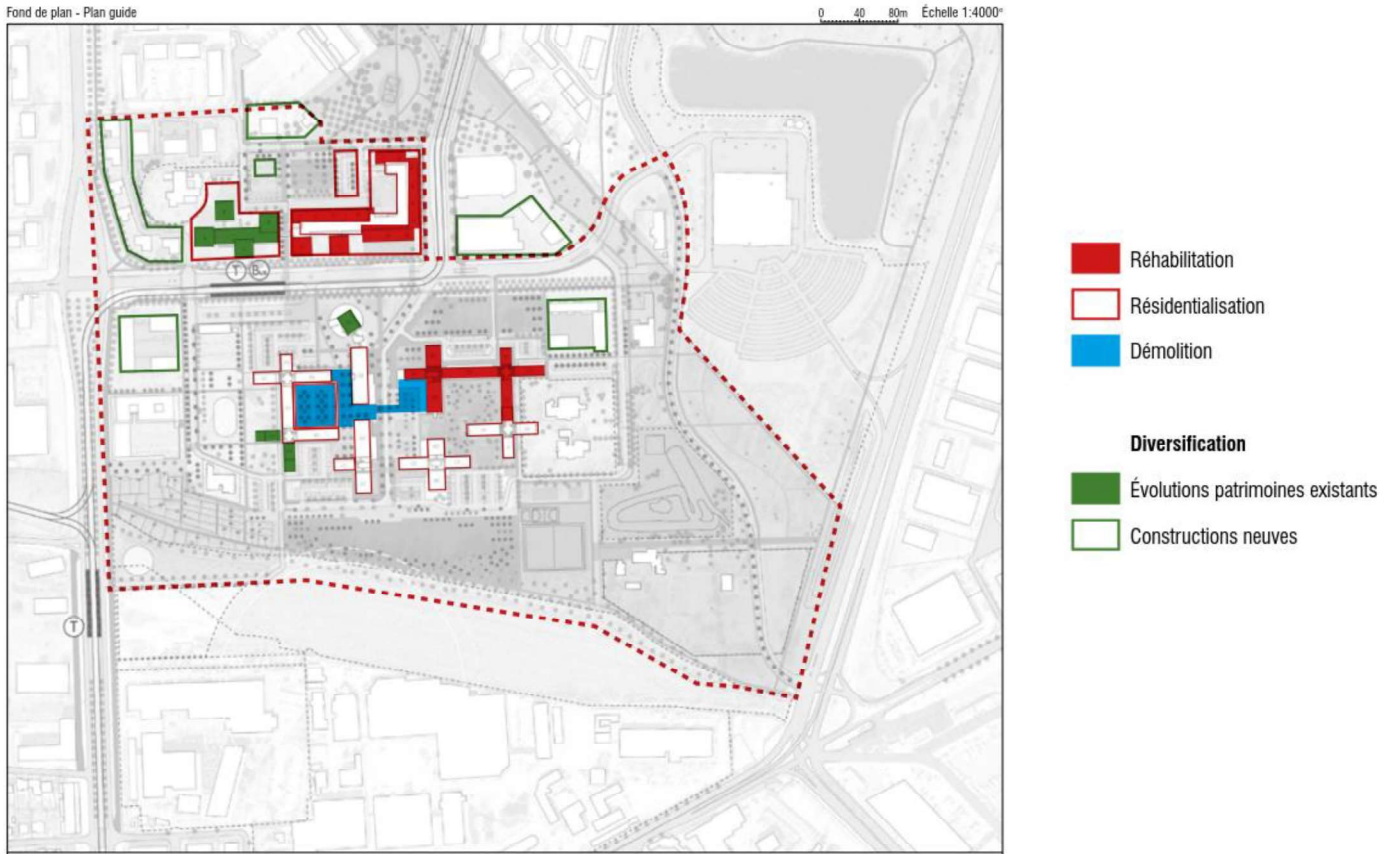 Fond de plan - Plan guide
0 40 80m Échelle 1:4000e
T Bus
T
Réhabilitation
Résidentialisation
Démolition
Diversification
Évolutions patrimoines existants
Constructions neuves